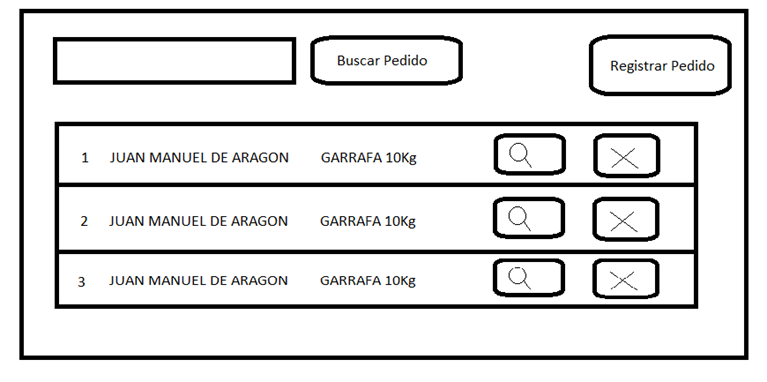 Buscar Pedido
Registrar Pedido
1 JUAN MANUEL DE ARAGON GARRAFA 10Kg
2 JUAN MANUEL DE ARAGON GARRAFA 10Kg
3 JUAN MANUEL DE ARAGON GARRAFA 10Kg